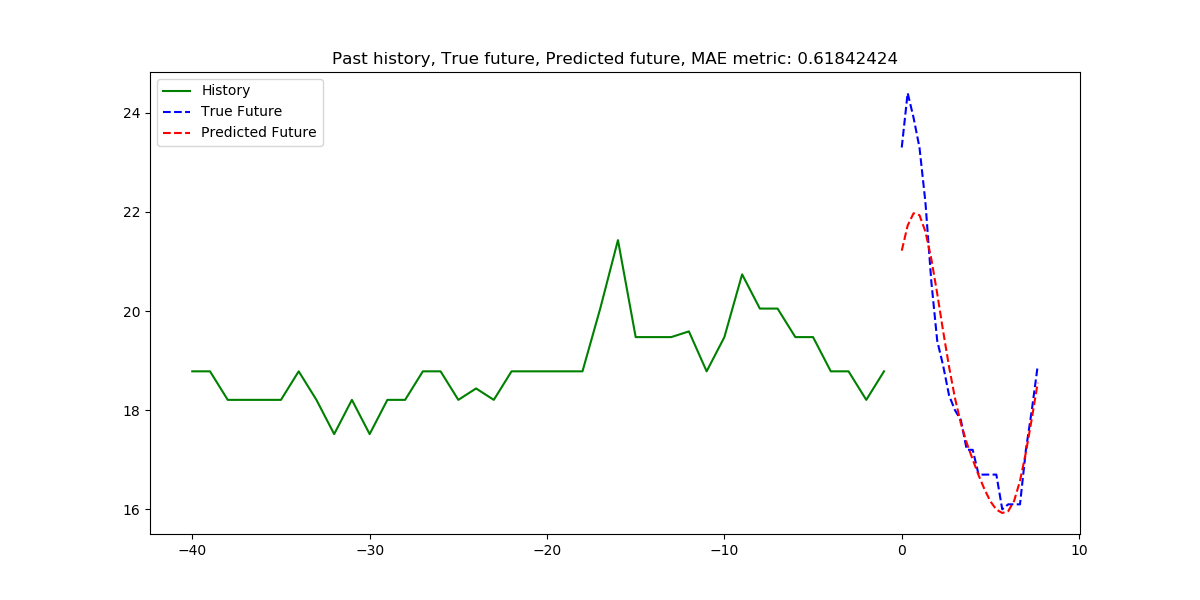 Past history, True future, Predicted future, MAE metric: 0.61842424
History
True Future
Predicted Future
24
22
20
18
16
−40
−30
−20
−10
0
10